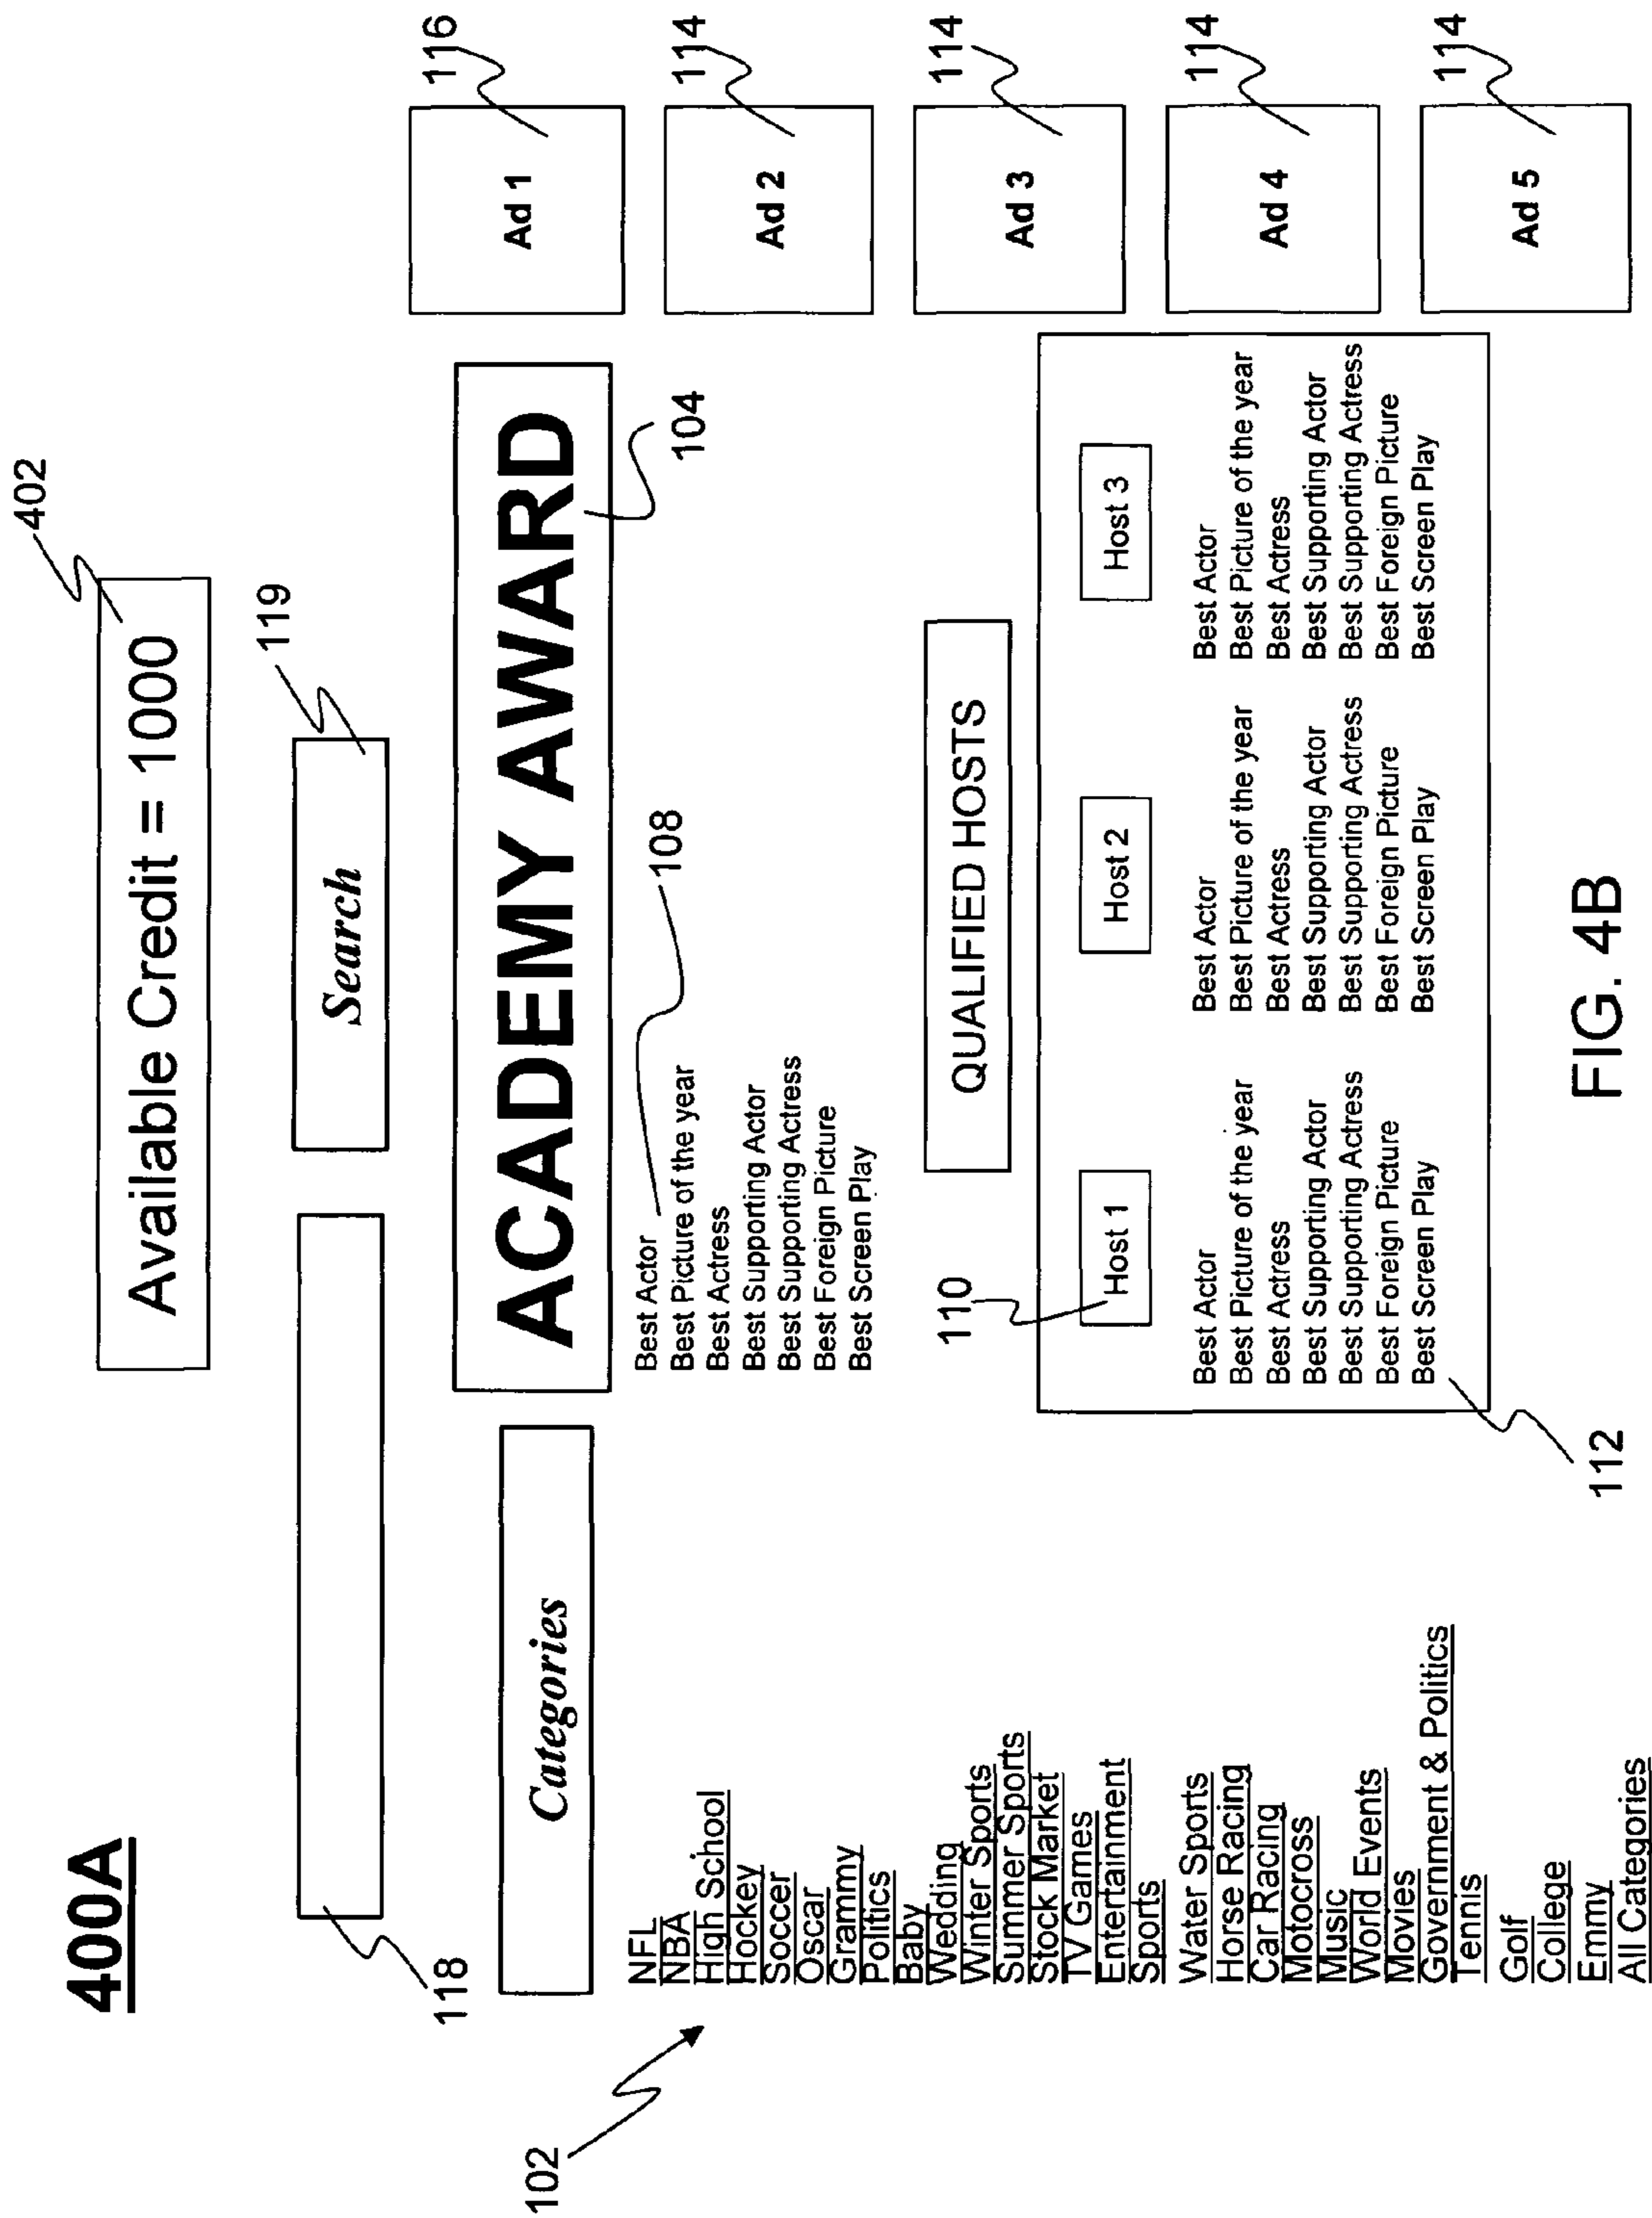 400A
402
Available Credit = 1000
118
119
Search
Categories
ACADEMY AWARD
104
102
NFL
NBA
High School
Hockey
Soccer
Oscar
Grammy
Politics
Baby
Wedding
Winter Sports
Summer Sports
Stock Market
TV Games
Entertainment
Sports
Water Sports
Horse Racing
Car Racing
Motocross
Music
World Events
Movies
Government & Politics
Tennis
Golf
College
Emmy
All Categories
108
Best Actor
Best Picture of the year
Best Actress
Best Supporting Actor
Best Supporting Actress
Best Foreign Picture
Best Screen Play
QUALIFIED HOSTS
110
Host 1
Best Actor
Best Picture of the year
Best Actress
Best Supporting Actor
Best Supporting Actress
Best Foreign Picture
Best Screen Play
Host 2
Best Actor
Best Picture of the year
Best Actress
Best Supporting Actor
Best Supporting Actress
Best Foreign Picture
Best Screen Play
Host 3
Best Actor
Best Picture of the year
Best Actress
Best Supporting Actor
Best Supporting Actress
Best Foreign Picture
Best Screen Play
112
116
Ad 1
114
Ad 2
114
Ad 3
114
Ad 4
114
Ad 5
FIG. 4B